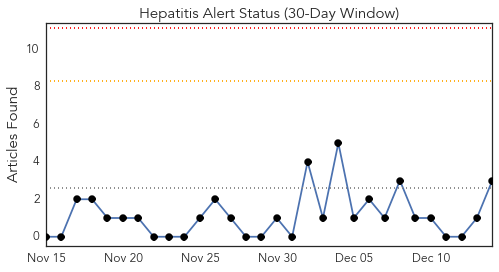 Hepatitis Alert Status (30-Day Window)
Articles Found
10
8
6
4
2
0
Nov 15 Nov 20 Nov 25 Nov 30 Dec 05 Dec 10